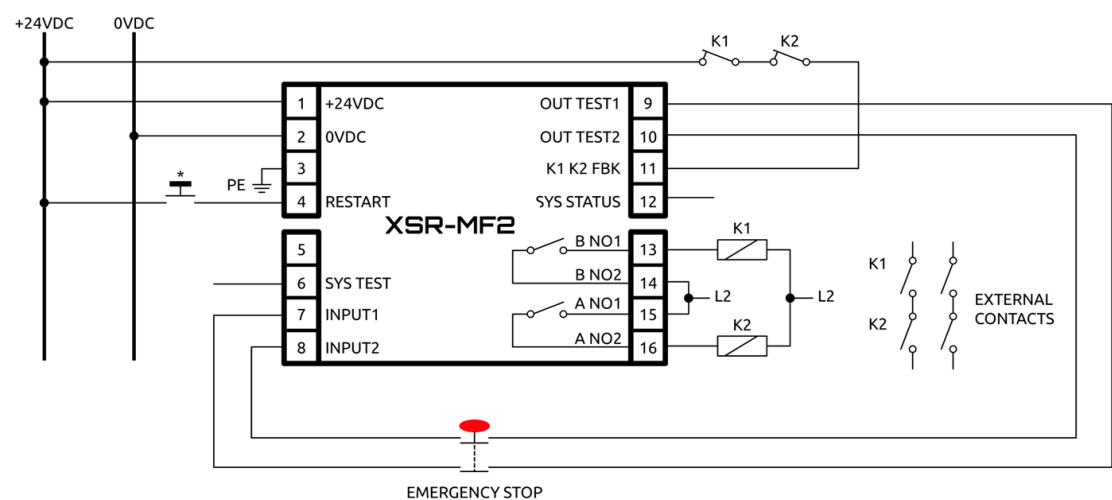 +24VDC 0VDC
K1 K2
1 +24VDC OUT TEST1 9
2 0VDC OUT TEST2 10
3 K1 K2 FBK 11
PE
*
4 RESTART SYS STATUS 12
XSR-MF2
5 B NO1 13 K1
6 SYS TEST B NO2 14
7 INPUT1 A NO1 15
L2 L2
8 INPUT2 A NO2 16 K2
K1
K2
EXTERNAL
CONTACTS
EMERGENCY STOP